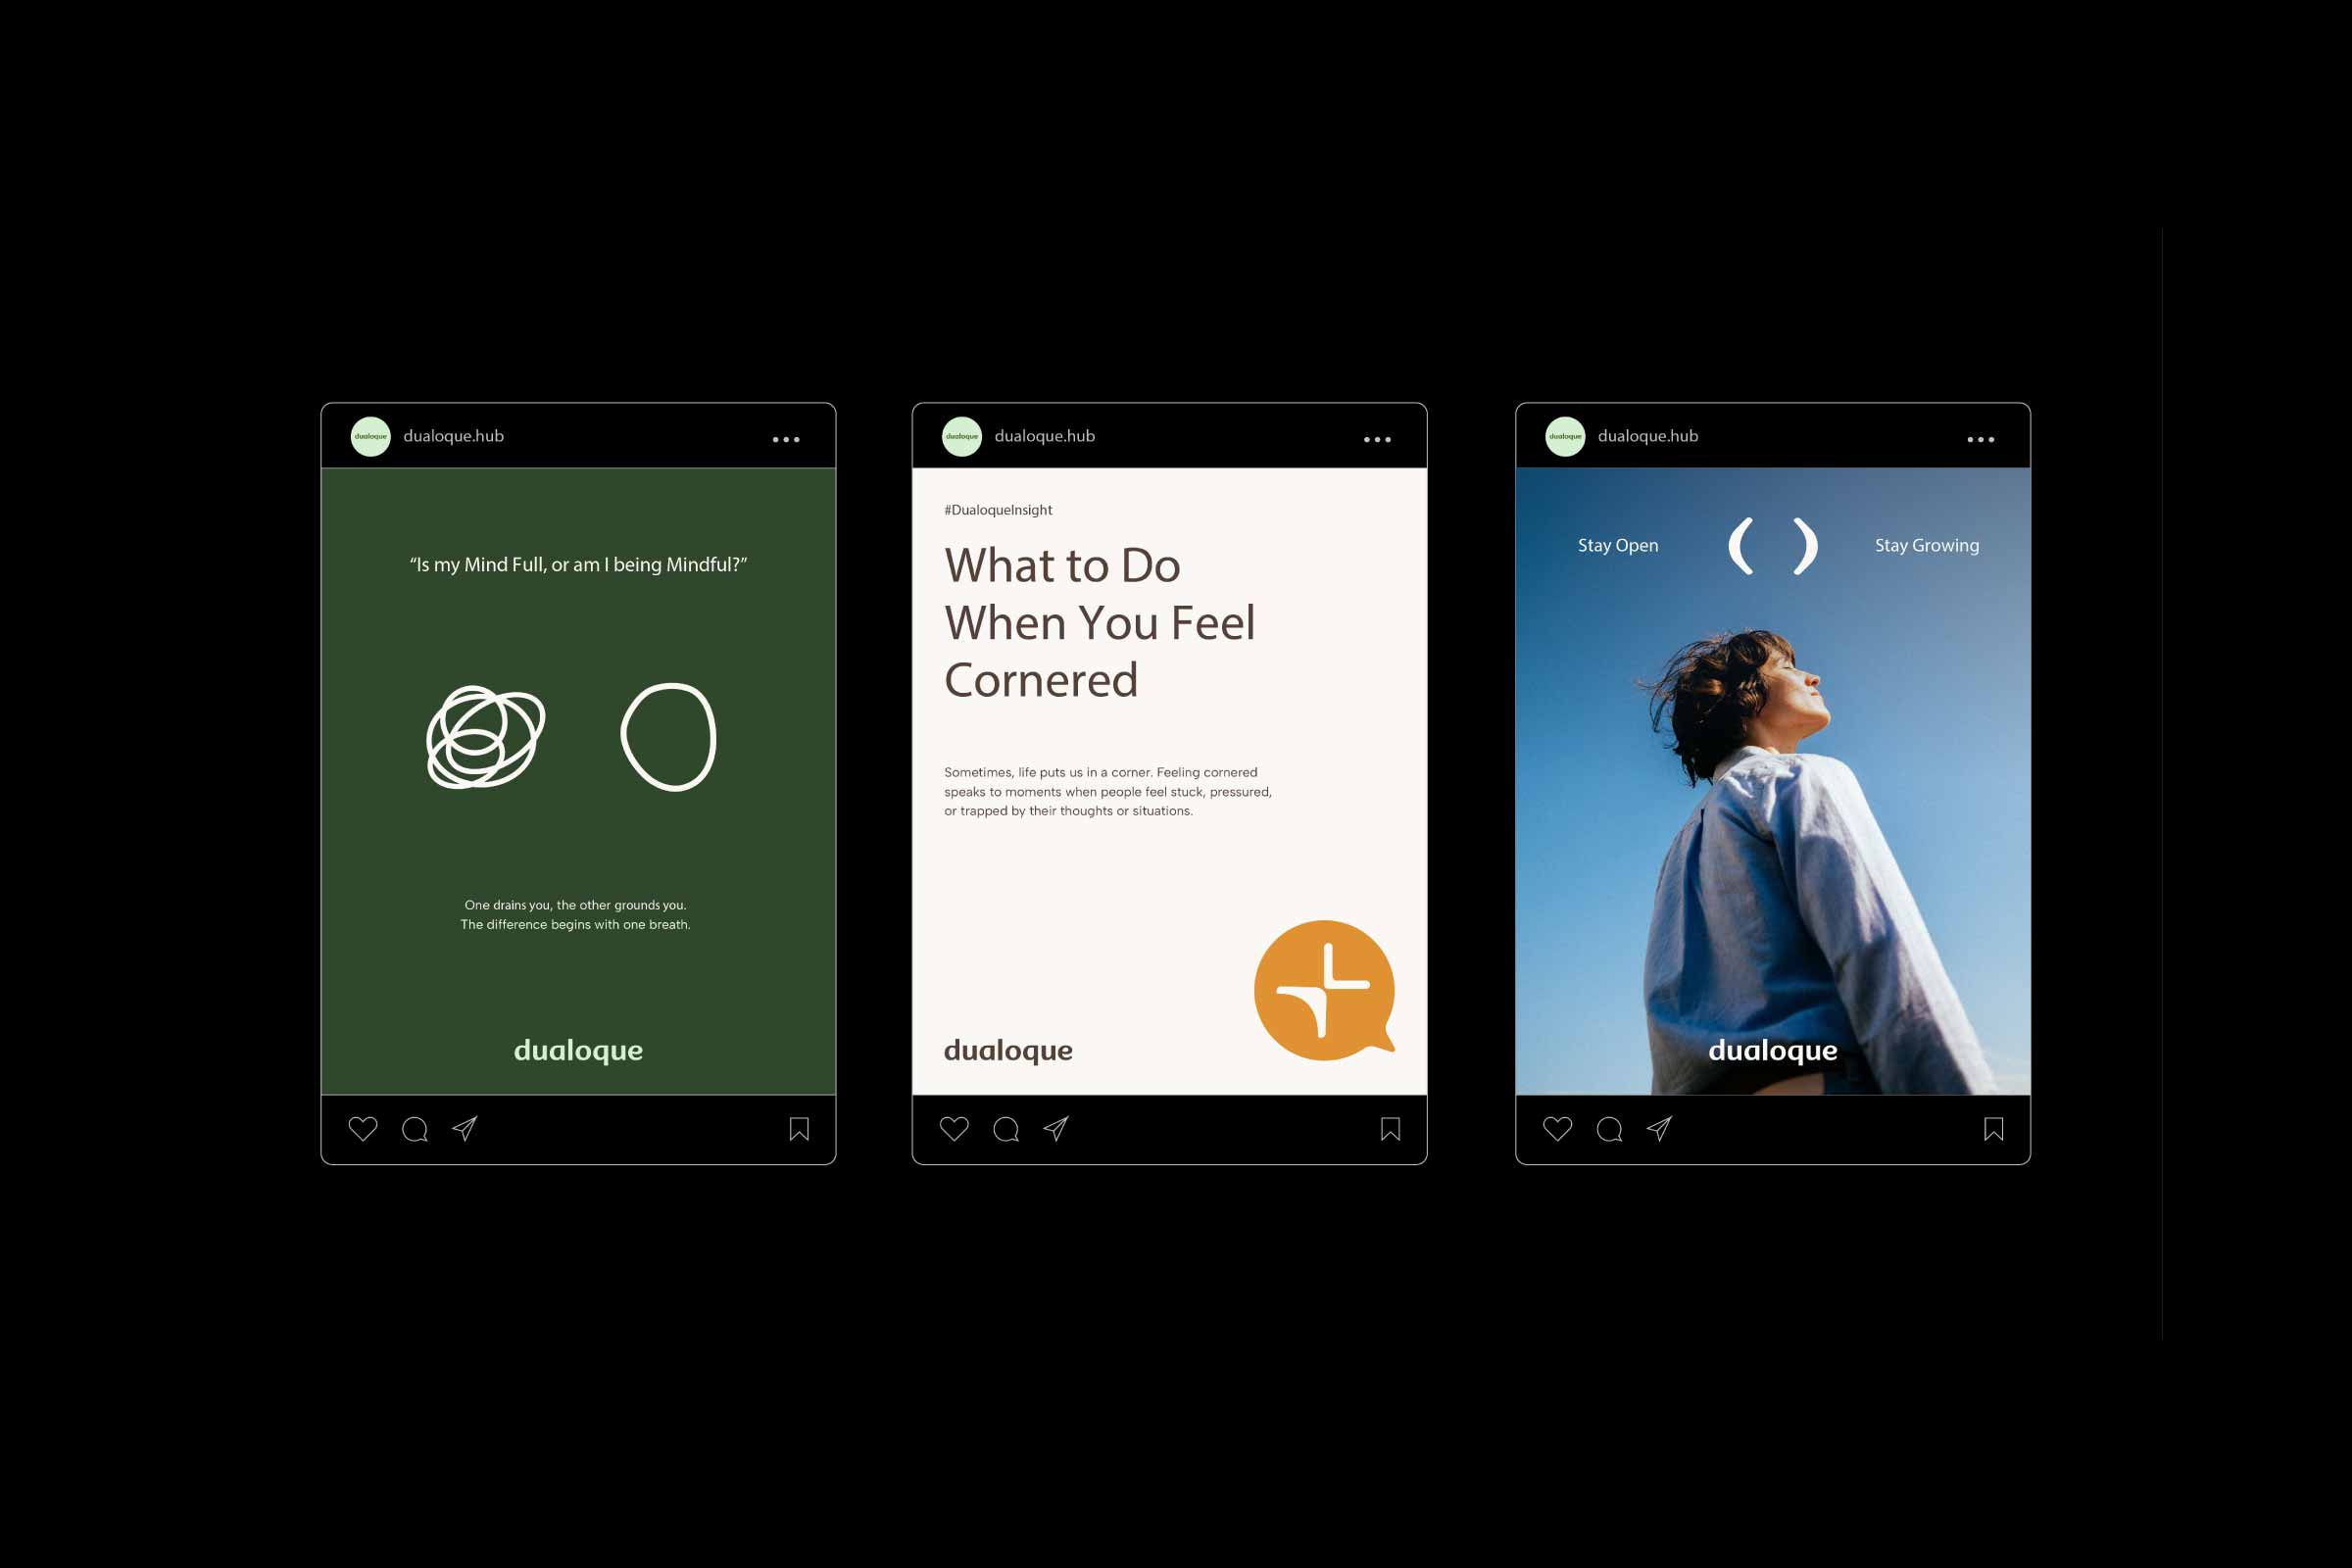 dualoque
dualoque.hub
“Is my Mind Full, or am I being Mindful?”
One drains you, the other grounds you.
The difference begins with one breath.
dualoque
dualoque
dualoque.hub
#DualoqueInsight
What to Do
When You Feel
Cornered
Sometimes, life puts us in a corner. Feeling cornered
speaks to moments when people feel stuck, pressured,
or trapped by their thoughts or situations.
dualoque
dualoque
dualoque.hub
Stay Open
( )
Stay Growing
dualoque